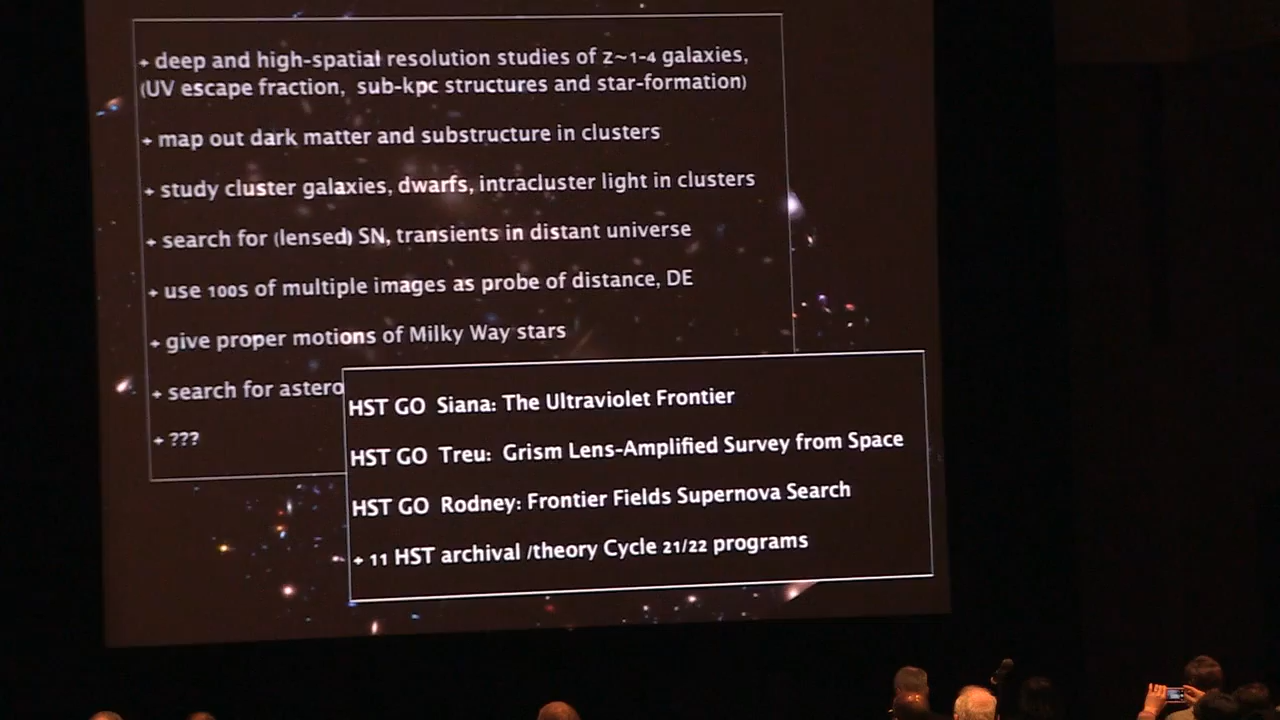 + deep and high-spatial resolution studies of z~1-4 galaxies,
(UV escape fraction, sub-kpc structures and star-formation)
+ map out dark matter and substructure in clusters
+ study cluster galaxies, dwarfs, intracluster light in clusters
+ search for (lensed) SN, transients in distant universe
+ use 100s of multiple images as probe of distance, DE
+ give proper motions of Milky Way stars
+ search for astero
+ ???
HST GO Siana: The Ultraviolet Frontier
HST GO Treu: Grism Lens-Amplified Survey from Space
HST GO Rodney: Frontier Fields Supernova Search
+ 11 HST archival /theory Cycle 21/22 programs